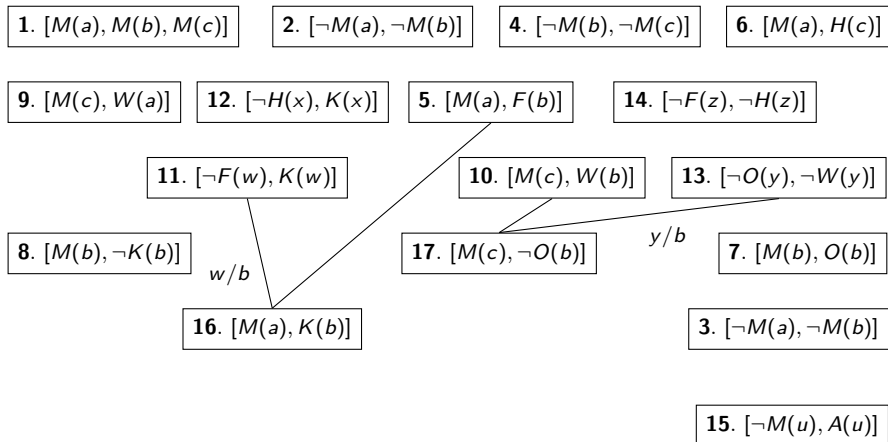 1. [M(a), M(b), M(c)] 2. [¬M(a), ¬M(b)] 4. [¬M(b), ¬M(c)] 6. [M(a), H(c)]
9. [M(c), W(a)] 12. [¬H(x), K(x)] 5. [M(a), F(b)] 14. [¬F(z), ¬H(z)]
11. [¬F(w), K(w)] 10. [M(c), W(b)] 13. [¬O(y), ¬W(y)]
8. [M(b), ¬K(b)] 17. [M(c), ¬O(b)] y/b 7. [M(b), O(b)]
w/b
16. [M(a), K(b)] 3. [¬M(a), ¬M(b)]
15. [¬M(u), A(u)]